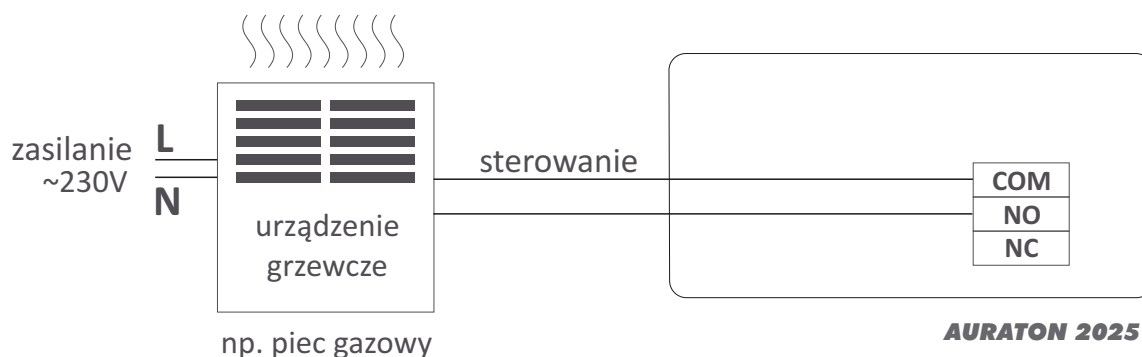 zasilanie
~230V
L
N
urządzenie
grzewcze
np. piec gazowy
sterowanie
COM
NO
NC
AURATON 2025